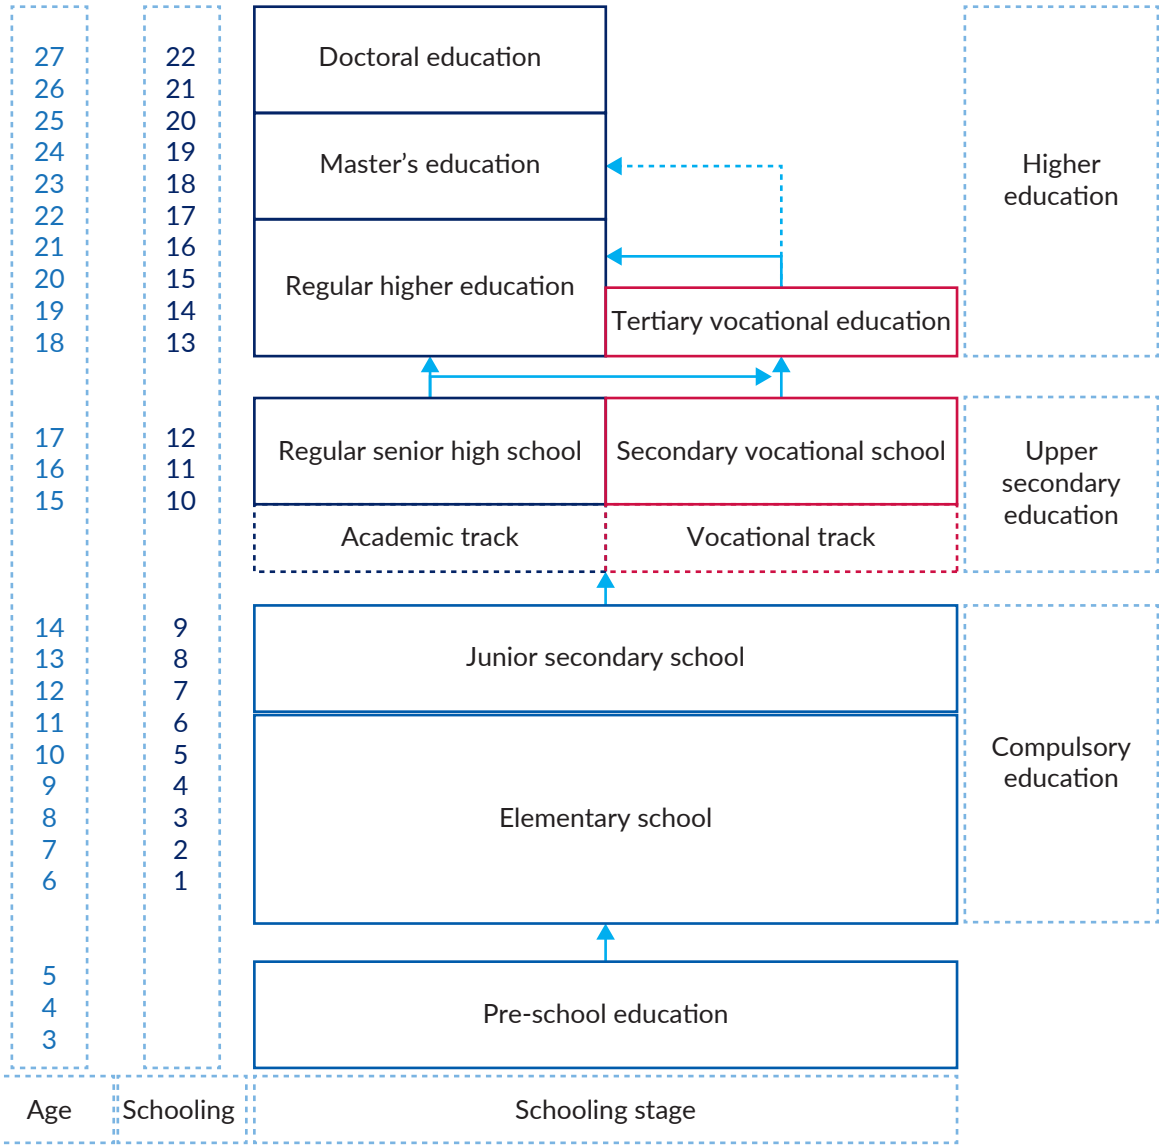 27 22 Doctoral education
26 21
25 20
24 19 Master's education Higher
23 18 education
22 17
21 16
20 15 Regular higher education
19 14 Tertiary vocational education
18 13
17 12 Regular senior high school Secondary vocational school Upper
16 11 secondary
15 10 education
Academic track Vocational track
14 9
13 8 Junior secondary school
12 7
11 6
10 5 Compulsory
9 4 education
8 3 Elementary school
7 2
6 1
5
4 Pre-school education
3
Age Schooling Schooling stage